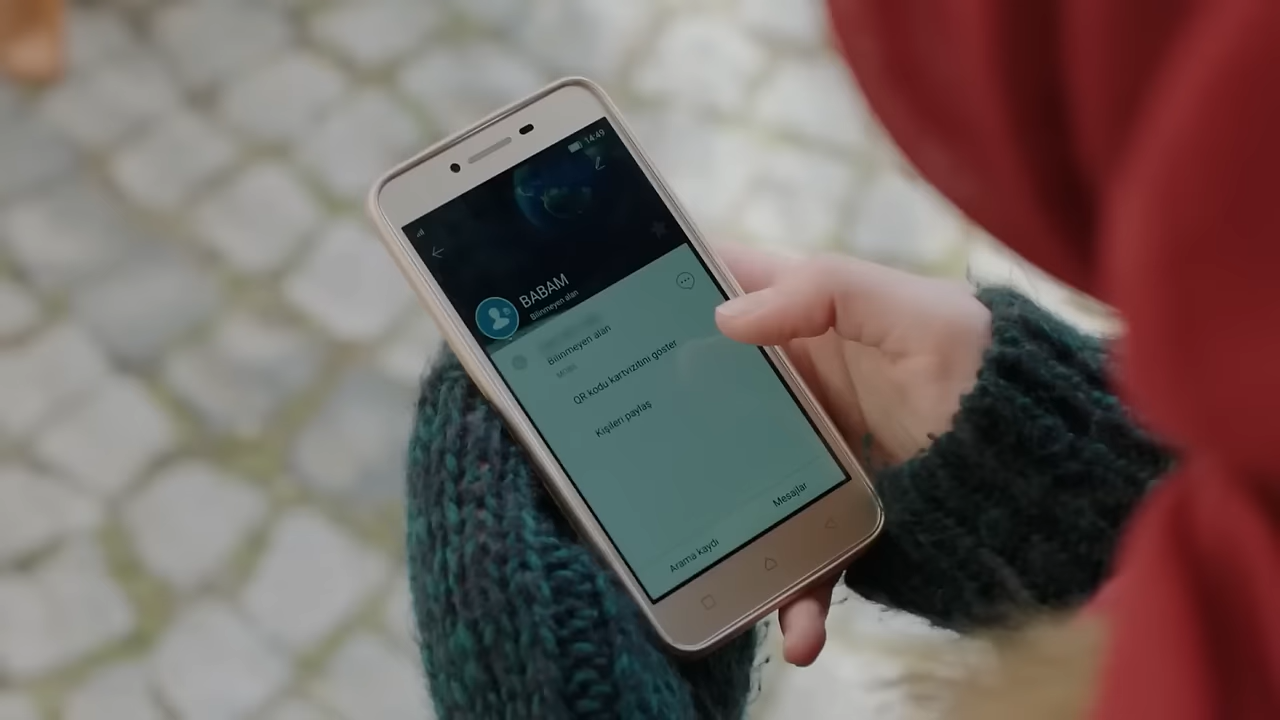 14:49
BABAM
Bilinmeyen alan
Bilinmeyen alan
QR kodu kartvizitini göster
Kişileri paylaş
Arama kaydı
Mesajlar